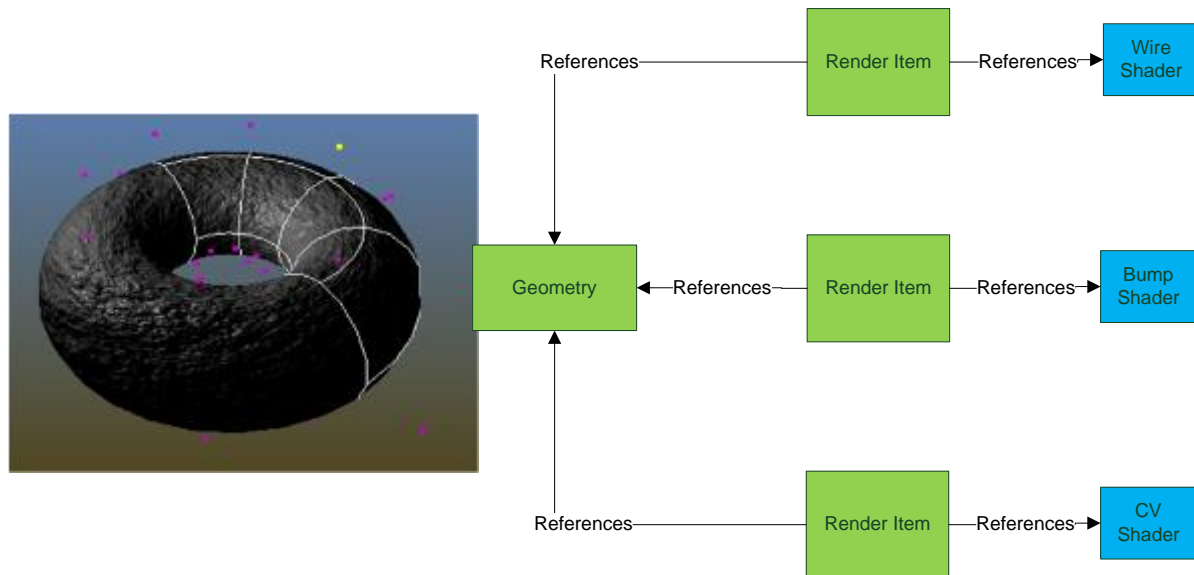 References
Render Item
References
Wire
Shader
Geometry
References
Render Item
References
Bump
Shader
References
Render Item
References
CV
Shader